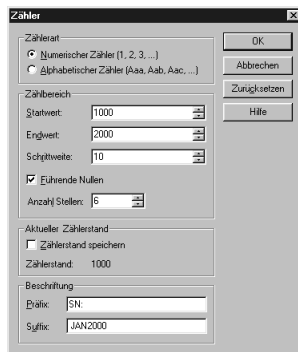 Zähler
Zählerart
Numerischer Zähler (1, 2, 3, ...)
Alphabetischer Zähler (Aaa, Aab, Aac, ...)
OK
Abbrechen
Zurücksetzen
Hilfe
Zählbereich
Startwert: 1000
Endwert: 2000
Schrittweite: 10
Führende Nullen
Anzahl Stellen: 6
Aktueller Zählerstand
Zählerstand speichern
Zählerstand: 1000
Beschriftung
Präfix: SN:
Suffix: JAN2000